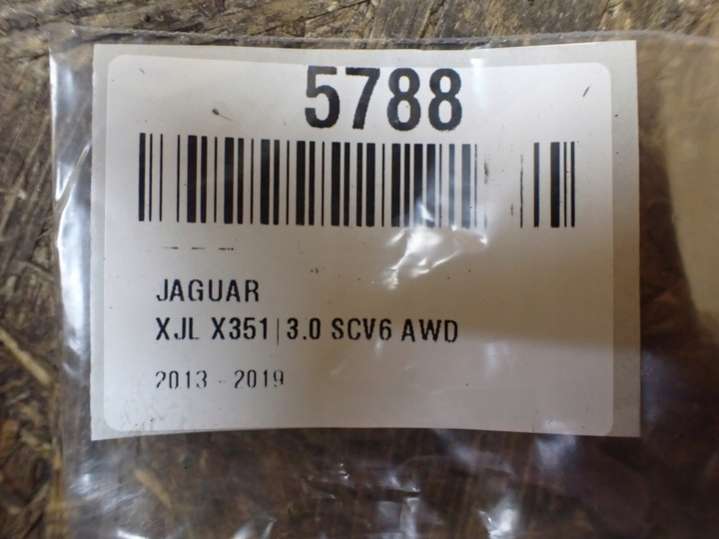 5788
JAGUAR
XJL X351|3.0 SCV6 AWD
2013 - 2019